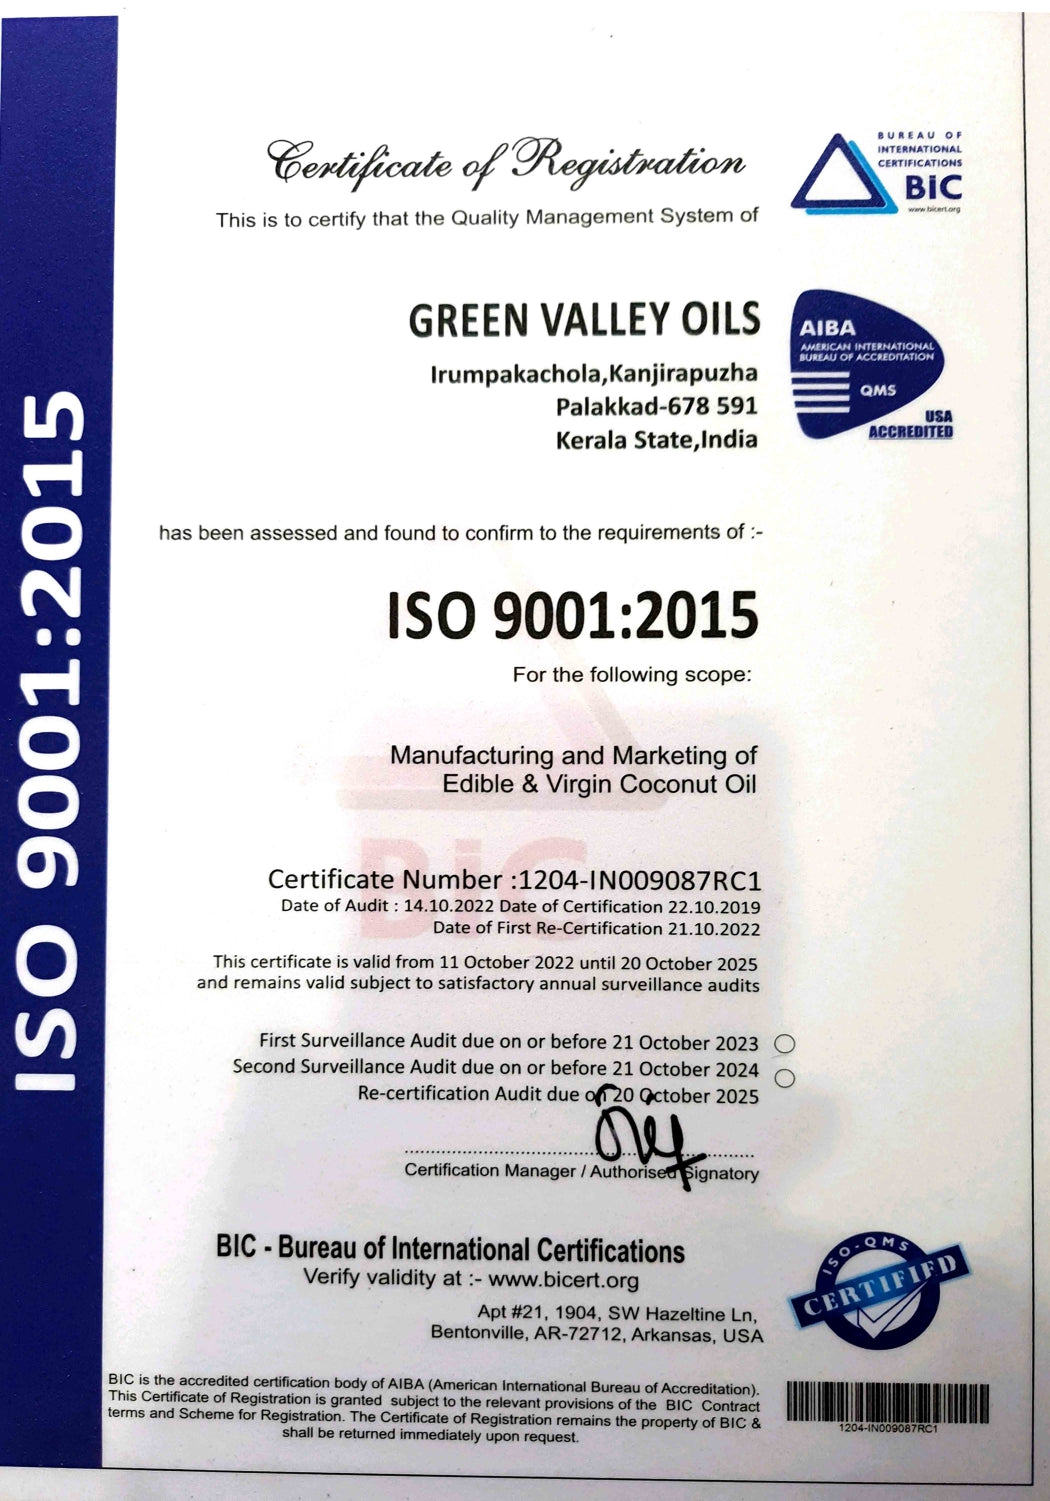 ISO 9001:2015
Certificate of Registration
This is to certify that the Quality Management System of
BUREAU OF
INTERNATIONAL
CERTIFICATIONS
BiC
www.bicert.org
GREEN VALLEY OILS
Irumpakachola,Kanjirapuzha
Palakkad-678 591
Kerala State,India
AIBA
AMERICAN INTERNATIONAL
BUREAU OF ACCREDITATION
QMS
USA
ACCREDITED
has been assessed and found to confirm to the requirements of :-
ISO 9001:2015
For the following scope:
Manufacturing and Marketing of
Edible & Virgin Coconut Oil
BiC
Certificate Number :1204-IN009087RC1
Date of Audit : 14.10.2022 Date of Certification 22.10.2019
Date of First Re-Certification 21.10.2022
This certificate is valid from 11 October 2022 until 20 October 2025
and remains valid subject to satisfactory annual surveillance audits
First Surveillance Audit due on or before 21 October 2023
Second Surveillance Audit due on or before 21 October 2024
Re-certification Audit due on 20 October 2025
Certification Manager / Authorised Signatory
BIC - Bureau of International Certifications
Verify validity at :- www.bicert.org
Apt #21, 1904, SW Hazeltine Ln,
Bentonville, AR-72712, Arkansas, USA
ISO-QMS
CERTIFIED
BIC is the accredited certification body of AIBA (American International Bureau of Accreditation).
This Certificate of Registration is granted subject to the relevant provisions of the BIC Contract
terms and Scheme for Registration. The Certificate of Registration remains the property of BIC &
shall be returned immediately upon request.
1204-IN009087RC1